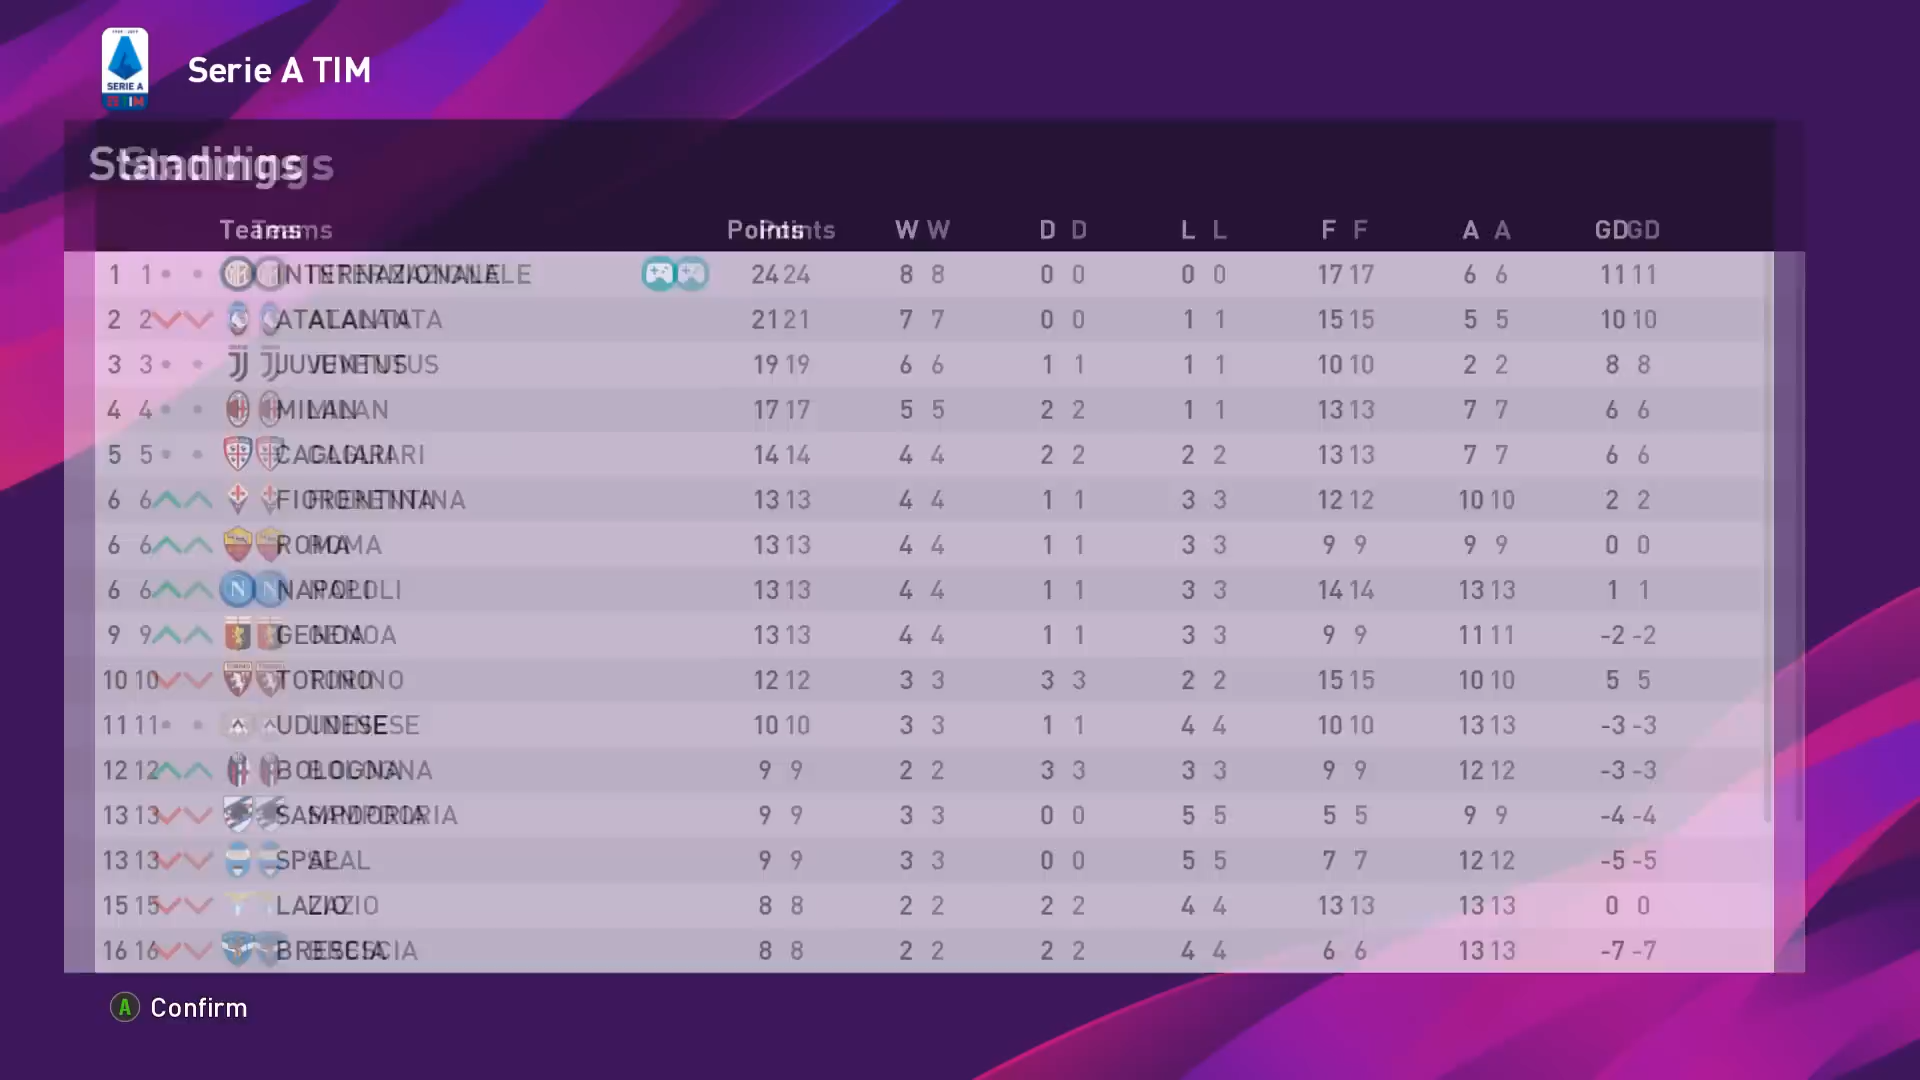 SERIE A
TIM
Serie A TIM
Standings
Teams Points W D L F A GD
1 INTERNAZIONALE 24 8 0 0 17 6 11
2 ATALANTA 21 7 0 1 15 5 10
3 JUVENTUS 19 6 1 1 10 2 8
4 MILAN 17 5 2 1 13 7 6
5 CAGLIARI 14 4 2 2 13 7 6
6 FIORENTINA 13 4 1 3 12 10 2
6 ROMA 13 4 1 3 9 9 0
6 NAPOLI 13 4 1 3 14 13 1
9 GENOA 13 4 1 3 9 11 -2
10 TORINO 12 3 3 2 15 10 5
11 UDINESE 10 3 1 4 10 13 -3
12 BOLOGNA 9 2 3 3 9 12 -3
13 SAMPDORIA 9 3 0 5 5 9 -4
13 SPAL 9 3 0 5 7 12 -5
15 LAZIO 8 2 2 4 13 13 0
16 BRESCIA 8 2 2 4 6 13 -7
A Confirm